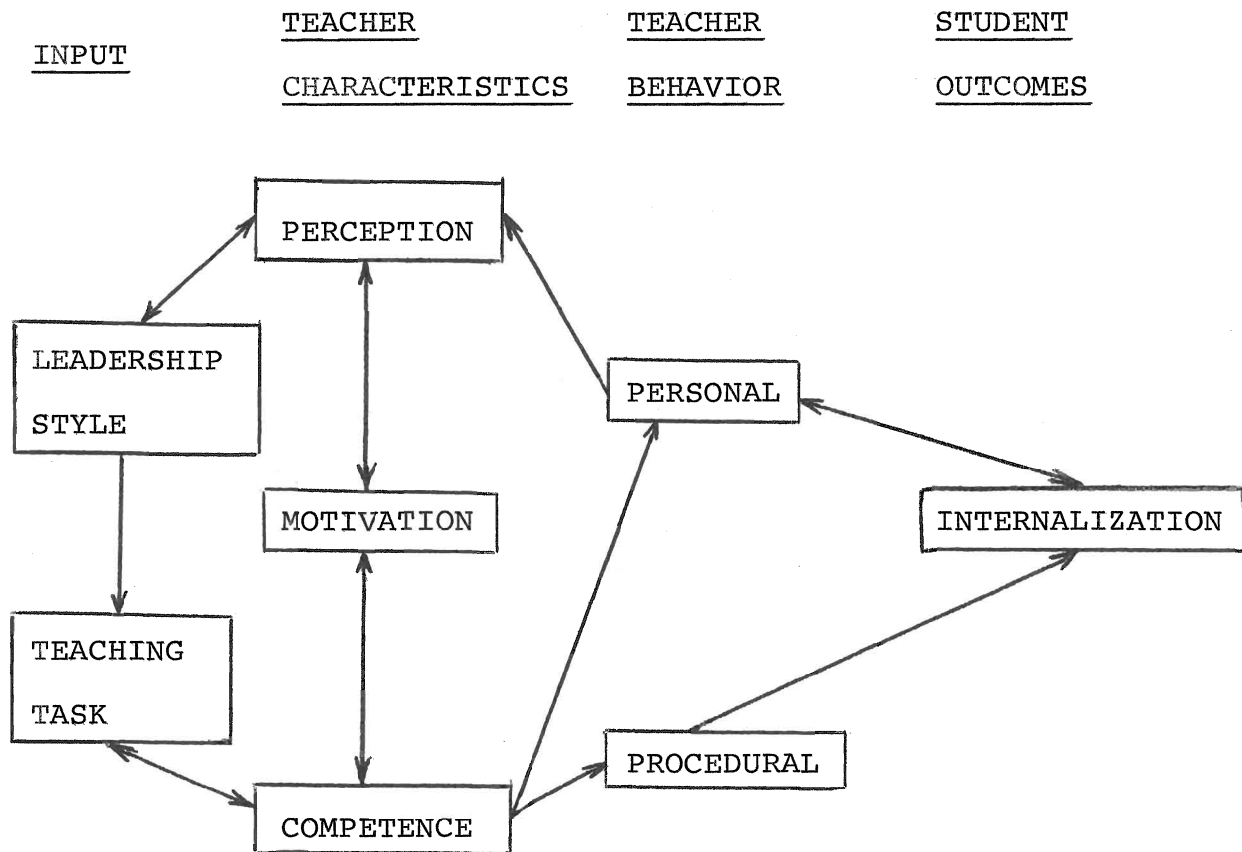 INPUT
TEACHER
CHARACTERISTICS
TEACHER
BEHAVIOR
STUDENT
OUTCOMES
PERCEPTION
LEADERSHIP
STYLE
PERSONAL
MOTIVATION
INTERNALIZATION
TEACHING
TASK
PROCEDURAL
COMPETENCE